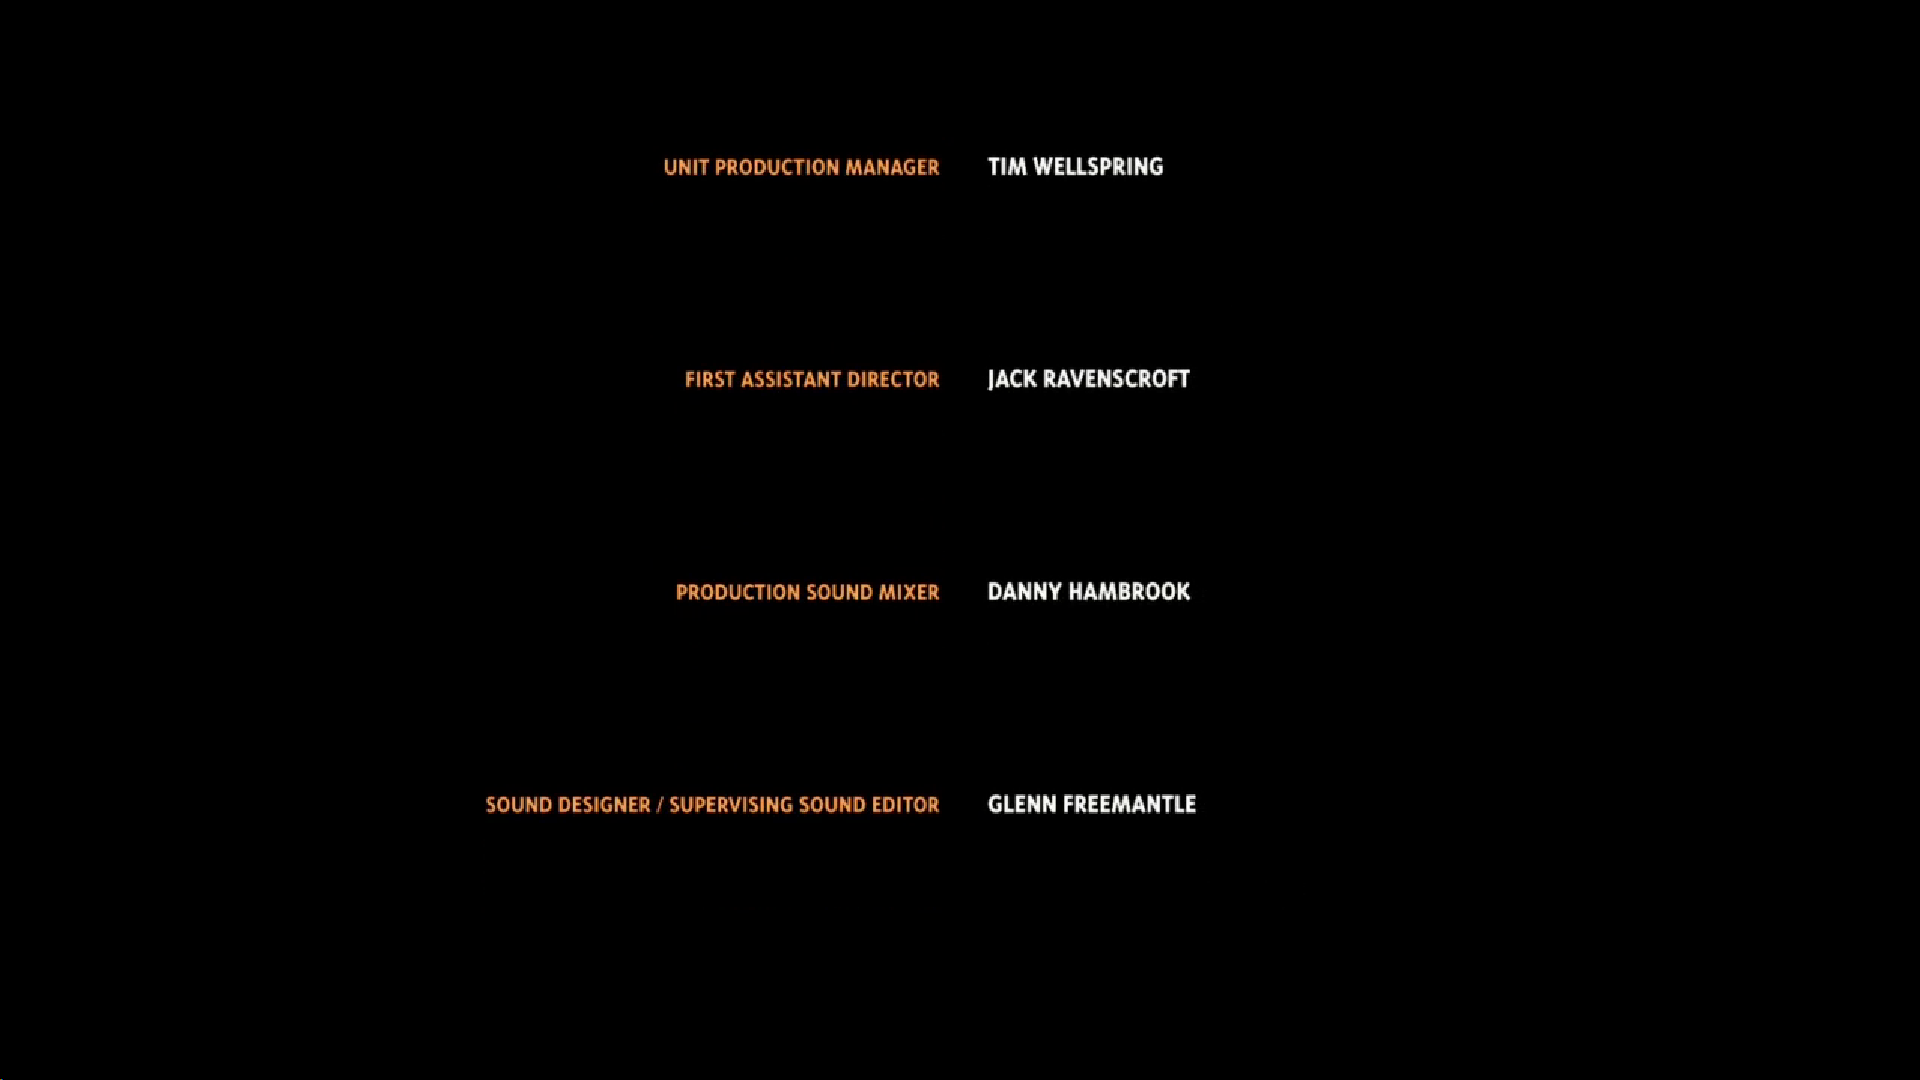 UNIT PRODUCTION MANAGER TIM WELLSPRING
FIRST ASSISTANT DIRECTOR JACK RAVENSCROFT
PRODUCTION SOUND MIXER DANNY HAMBROOK
SOUND DESIGNER / SUPERVISING SOUND EDITOR GLENN FREEMANTLE